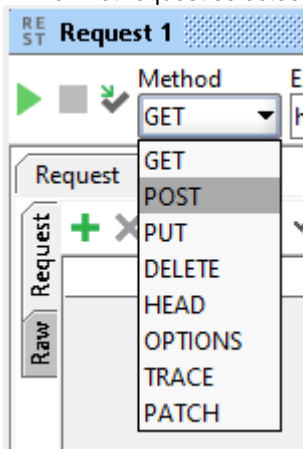 RE
ST Request 1
Method
E
GET
h
Request
GET
POST
PUT
DELETE
HEAD
OPTIONS
TRACE
PATCH
Request
Raw